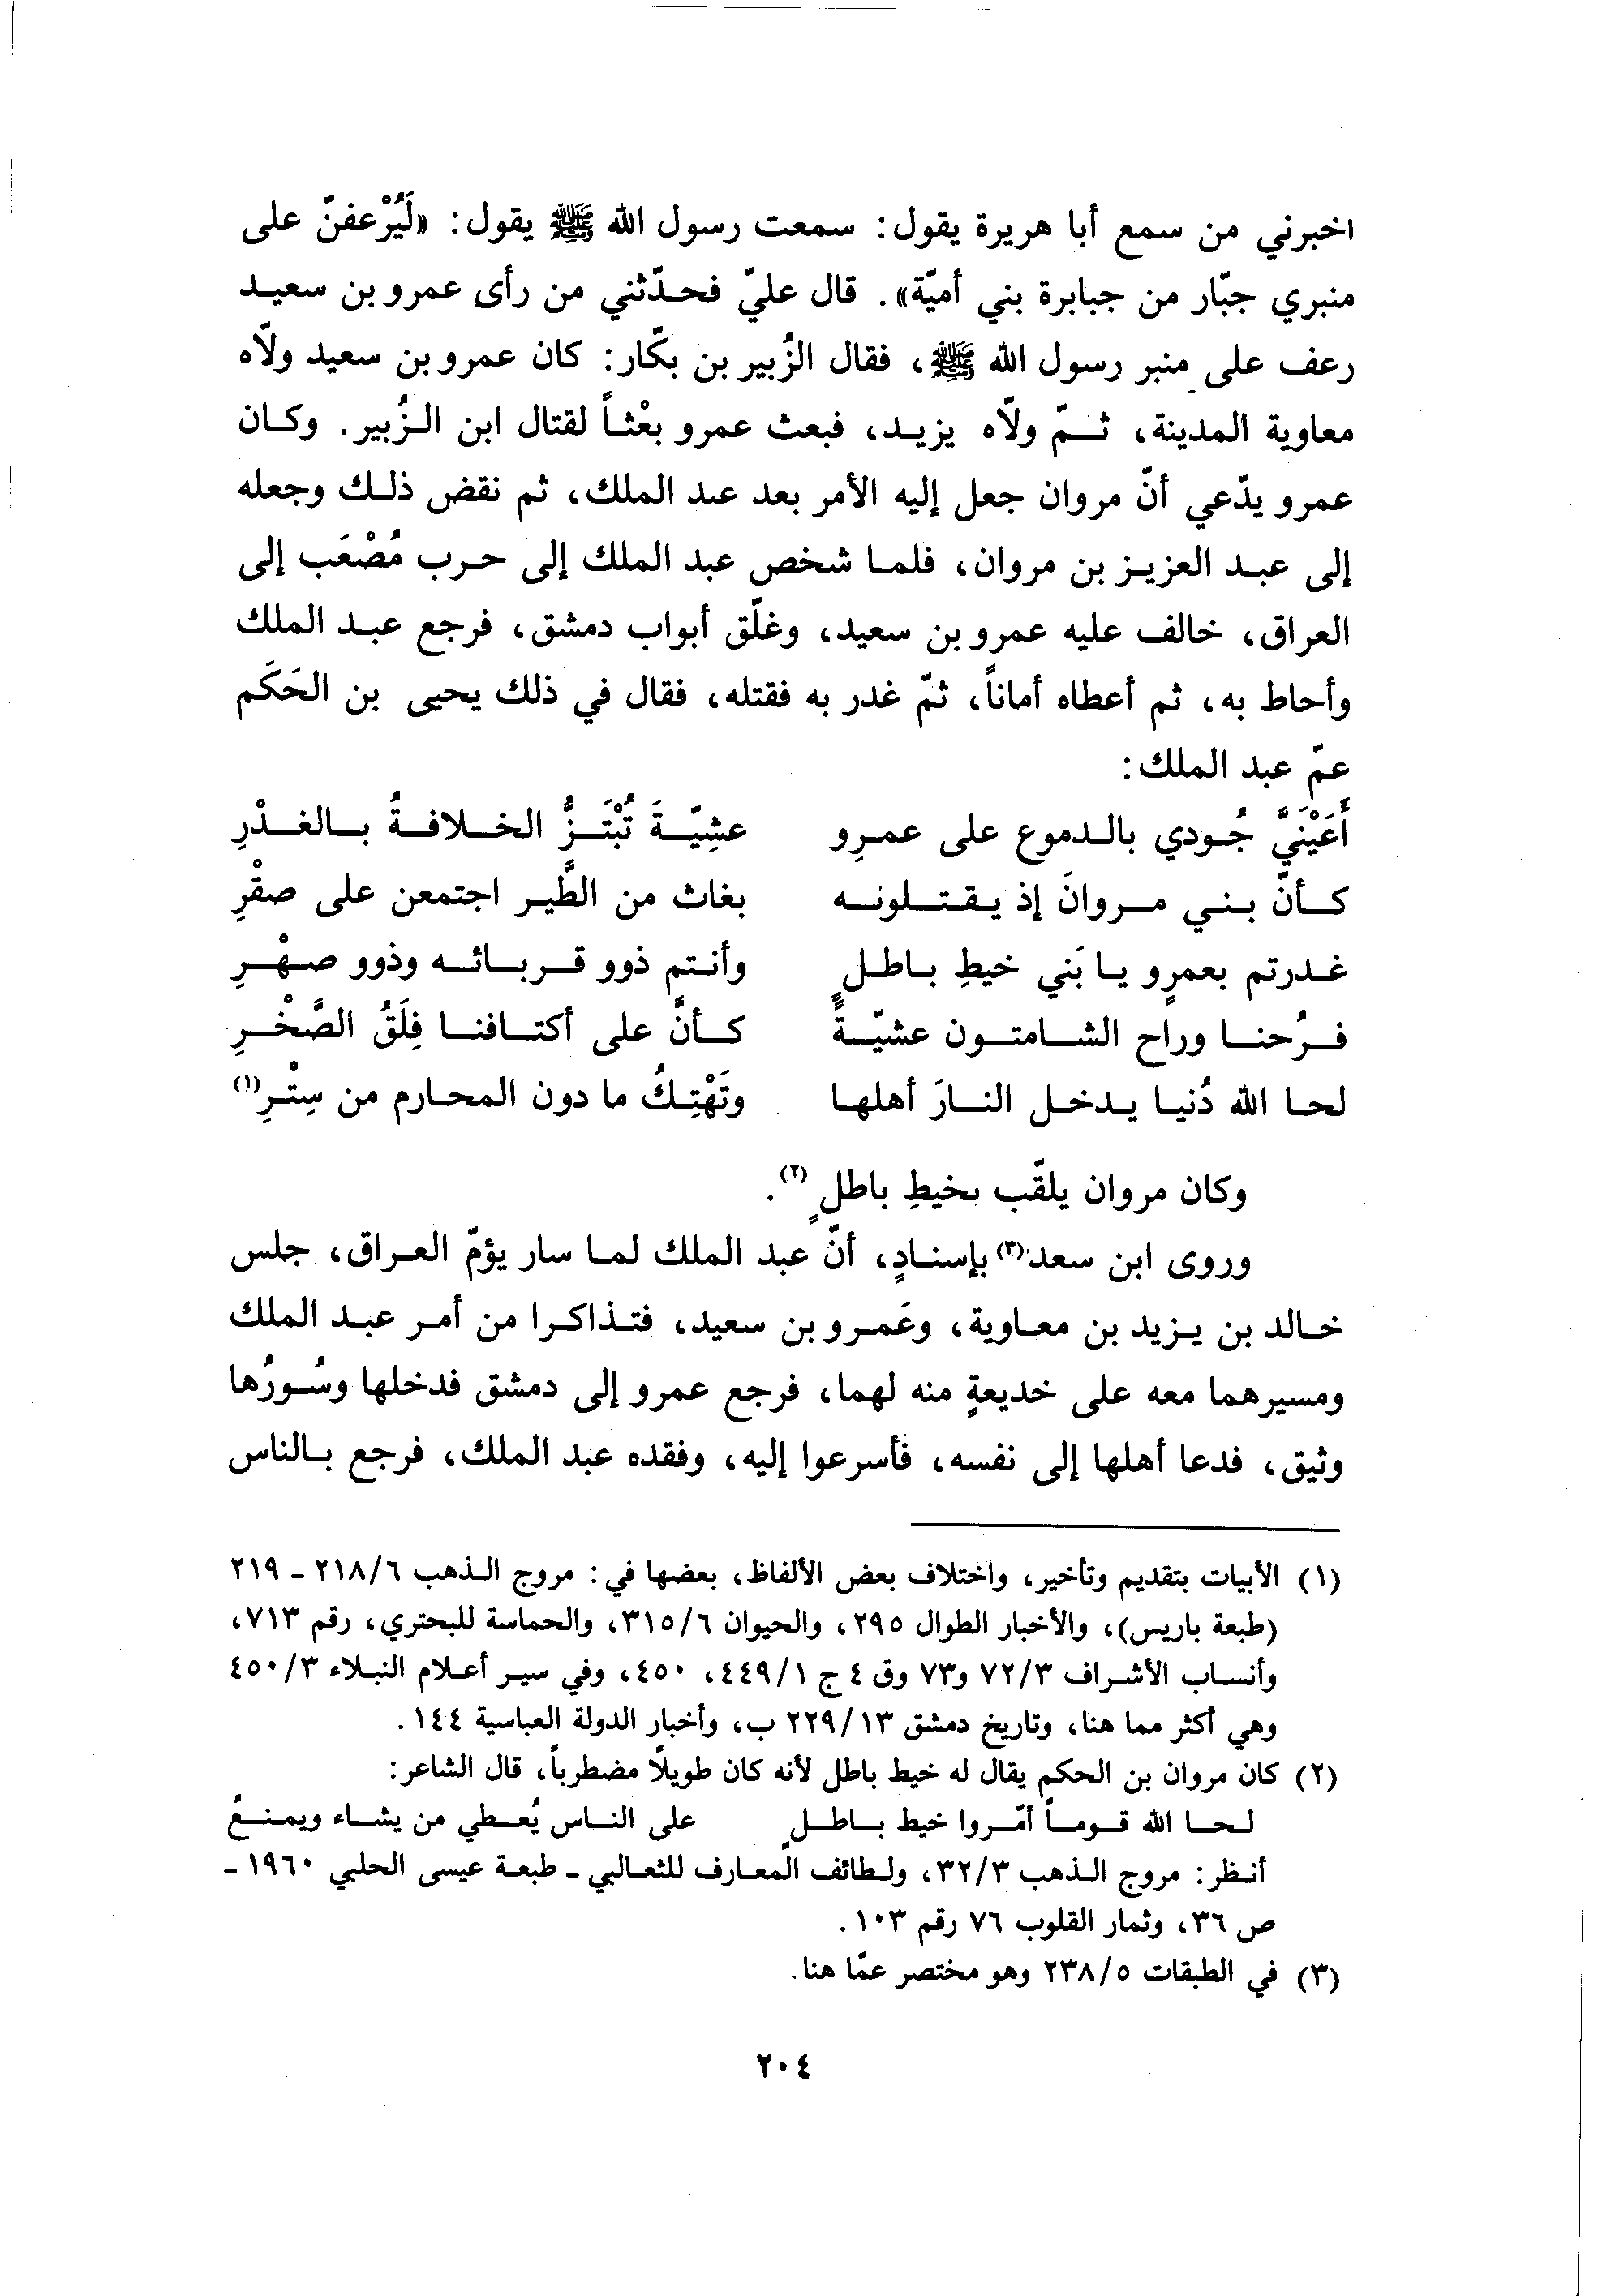 اخبرني من سمع أبا هريرة يقول: سمعت رسول الله ﷺ يقول: «لَيُرْعفنّ على
منبري جبّار من جبابرة بني أميّة». قال عليّ فحدّثني من رأى عمرو بن سعيد
رعف على منبر رسول الله ﷺ، فقال الزُبير بن بكّار: كان عمرو بن سعيد ولّاه
معاوية المدينة، ثمّ ولّاه يزيد، فبعث عمرو بعْثاً لقتال ابن الزُبير. وكان
عمرو يدّعي أنّ مروان جعل إليه الأمر بعد عبد الملك، ثم نقض ذلك وجعله
إلى عبد العزيز بن مروان، فلما شخص عبد الملك إلى حرب مُصْعَب إلى
العراق، خالف عليه عمرو بن سعيد، وغلّق أبواب دمشق، فرجع عبد الملك
وأحاط به، ثم أعطاه أماناً، ثمّ غدر به فقتله، فقال في ذلك يحيى بن الحَكَم
عمّ عبد الملك:
أَعَيْنَيَّ جُودي بالدموع على عمرِو عشِيّةَ تُبْتَزُّ الخلافةُ بالغدْرِ
كأنّ بني مروانَ إذ يقتلونه بغاث من الطَّير اجتمعن على صقْرِ
غدرتم بعمرٍو يا بَني خيطِ باطلٍ وأنتم ذوو قربائه وذوو صهْرِ
فرُحنا وراح الشامتون عشيّةً كأنَّ على أكتافنا فِلَقُ الصَّخْرِ
لحا الله دُنيا يدخل النارَ أهلها وتَهْتِكُ ما دون المحارم من سِتْرِ(١)
وكان مروان يلقّب بخيطِ باطلٍ(٢).
وروى ابن سعد(٣) بإسنادٍ، أنّ عبد الملك لما سار يؤمّ العراق، جلس
خالد بن يزيد بن معاوية، وعَمرو بن سعيد، فتذاكرا من أمر عبد الملك
ومسيرهما معه على خديعةٍ منه لهما، فرجع عمرو إلى دمشق فدخلها وسُورُها
وثيق، فدعا أهلها إلى نفسه، فأسرعوا إليه، وفقده عبد الملك، فرجع بالناس
(١) الأبيات بتقديم وتأخير، واختلاف بعض الألفاظ، بعضها في: مروج الذهب ٢١٨/٦ - ٢١٩
(طبعة باريس)، والأخبار الطوال ٢٩٥، والحيوان ٣١٥/٦، والحماسة للبحتري، رقم ٧١٣،
وأنساب الأشراف ٧٢/٣ و٧٣ وق ٤ ج ٤٤٩/١، ٤٥٠، وفي سير أعلام النبلاء ٤٥٠/٣
وهي أكثر مما هنا، وتاريخ دمشق ٢٢٩/١٣ ب، وأخبار الدولة العباسية ١٤٤.
(٢) كان مروان بن الحكم يقال له خيط باطل لأنه كان طويلاً مضطرباً، قال الشاعر:
لحا الله قوماً أمّروا خيط باطلٍ على الناس يُعطي من يشاء ويمنعُ
أنظر: مروج الذهب ٣٢/٣، ولطائف المعارف للثعالبي - طبعة عيسى الحلبي ١٩٦٠ -
ص ٣٦، وثمار القلوب ٧٦ رقم ١٠٣.
(٣) في الطبقات ٢٣٨/٥ وهو مختصر عمّا هنا.
٢٠٤